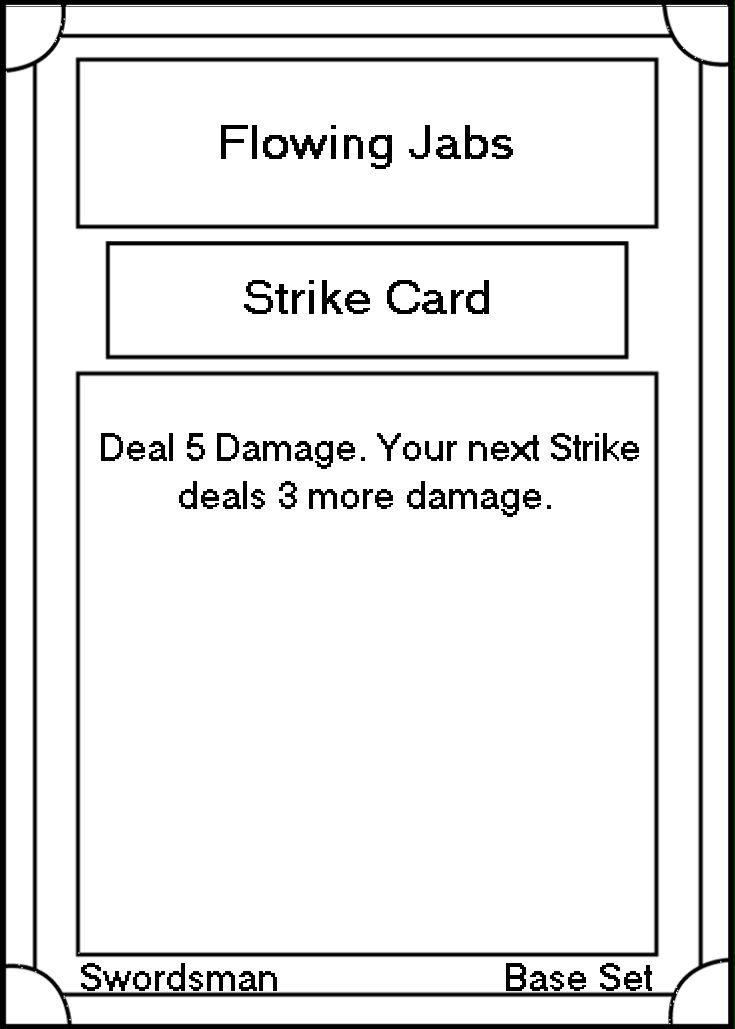 Flowing Jabs
Strike Card
Deal 5 Damage. Your next Strike
deals 3 more damage.
Swordsman
Base Set